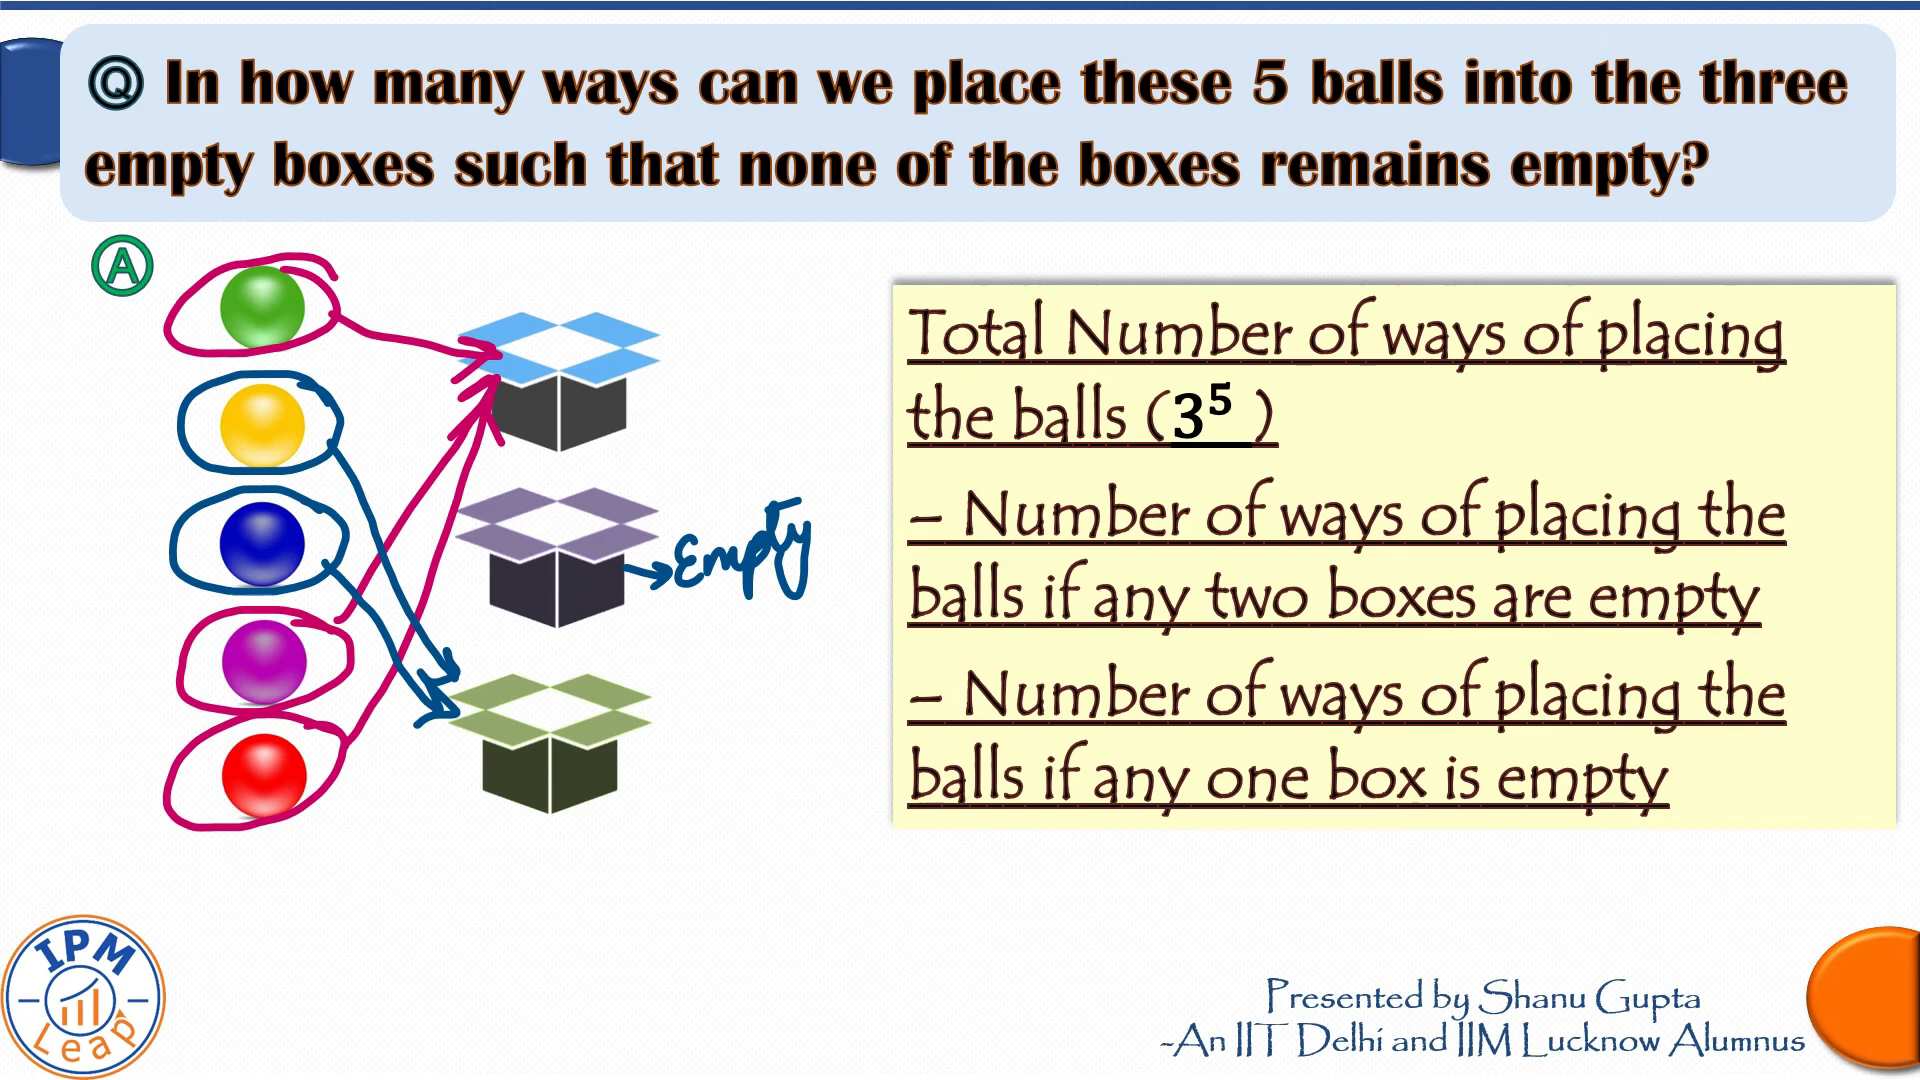 Q In how many ways can we place these 5 balls into the three
empty boxes such that none of the boxes remains empty?
A
Empty
Total Number of ways of placing
the balls (3⁵ )
– Number of ways of placing the
balls if any two boxes are empty
– Number of ways of placing the
balls if any one box is empty
IPM
Leap
Presented by Shanu Gupta
-An IIT Delhi and IIM Lucknow Alumnus